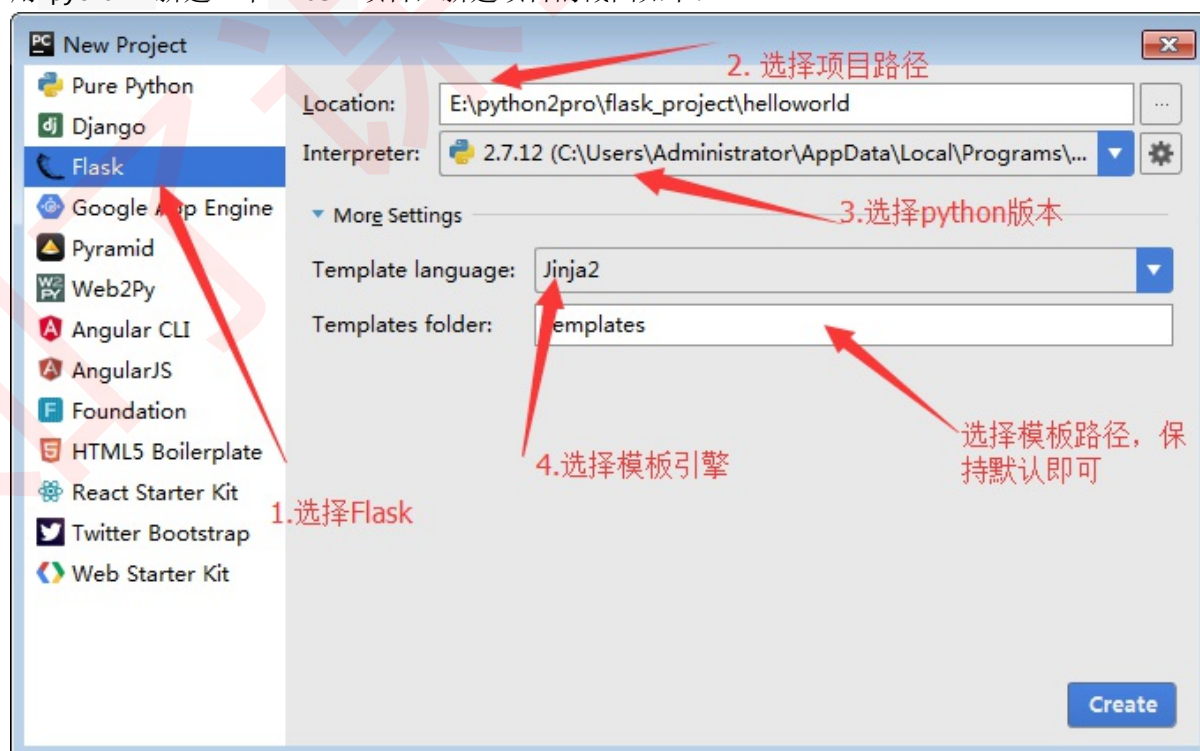 New Project
2. 选择项目路径
Pure Python
Location:
E:\python2pro\flask_project\helloworld
...
Django
Interpreter:
2.7.12 (C:\Users\Administrator\AppData\Local\Programs\...
Flask
Google App Engine
More Settings
3.选择python版本
Pyramid
Template language:
Jinja2
Web2Py
Angular CLI
Templates folder:
templates
AngularJS
Foundation
HTML5 Boilerplate
4.选择模板引擎
选择模板路径，保
持默认即可
React Starter Kit
1.选择Flask
Twitter Bootstrap
Web Starter Kit
Create